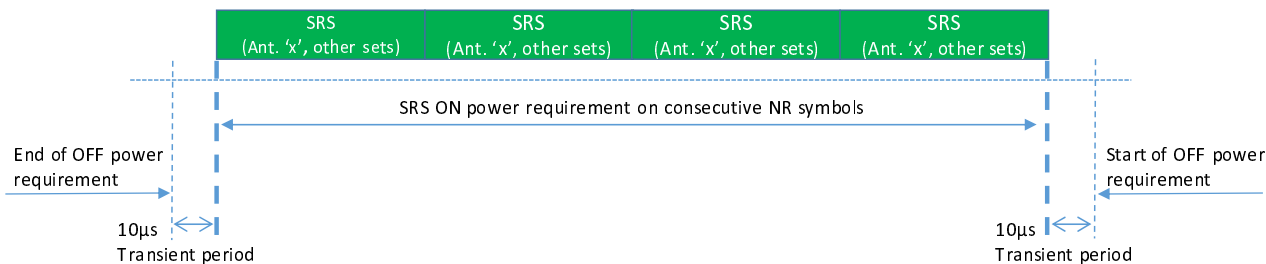 SRS
(Ant. ‘x’, other sets)
SRS
(Ant. ‘x’, other sets)
SRS
(Ant. ‘x’, other sets)
SRS
(Ant. ‘x’, other sets)
SRS ON power requirement on consecutive NR symbols
End of OFF power
requirement
Start of OFF power
requirement
10µs
Transient period
10µs
Transient period